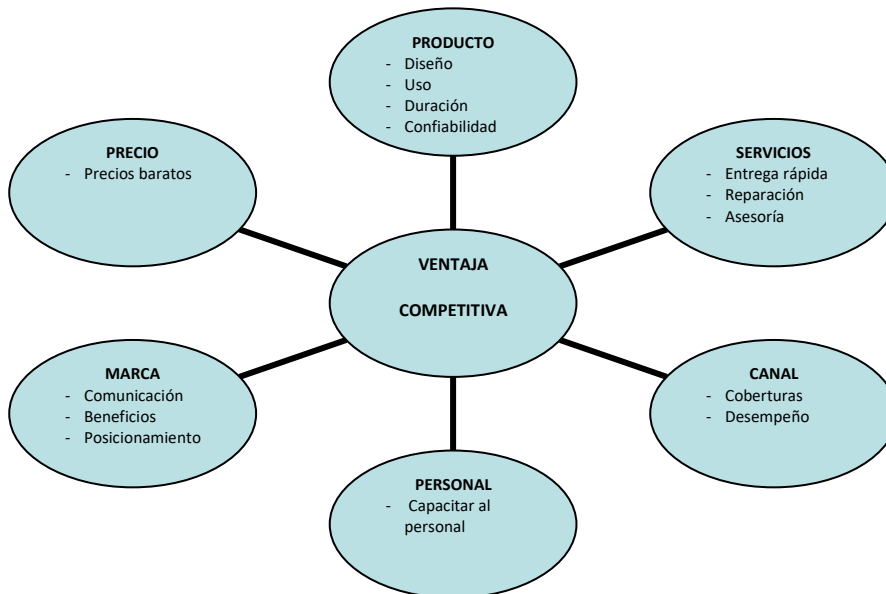 PRODUCTO
- Diseño
- Uso
- Duración
- Confiabilidad
PRECIO
- Precios baratos
SERVICIOS
- Entrega rápida
- Reparación
- Asesoría
VENTAJA
COMPETITIVA
MARCA
- Comunicación
- Beneficios
- Posicionamiento
CANAL
- Coberturas
- Desempeño
PERSONAL
- Capacitar al
personal